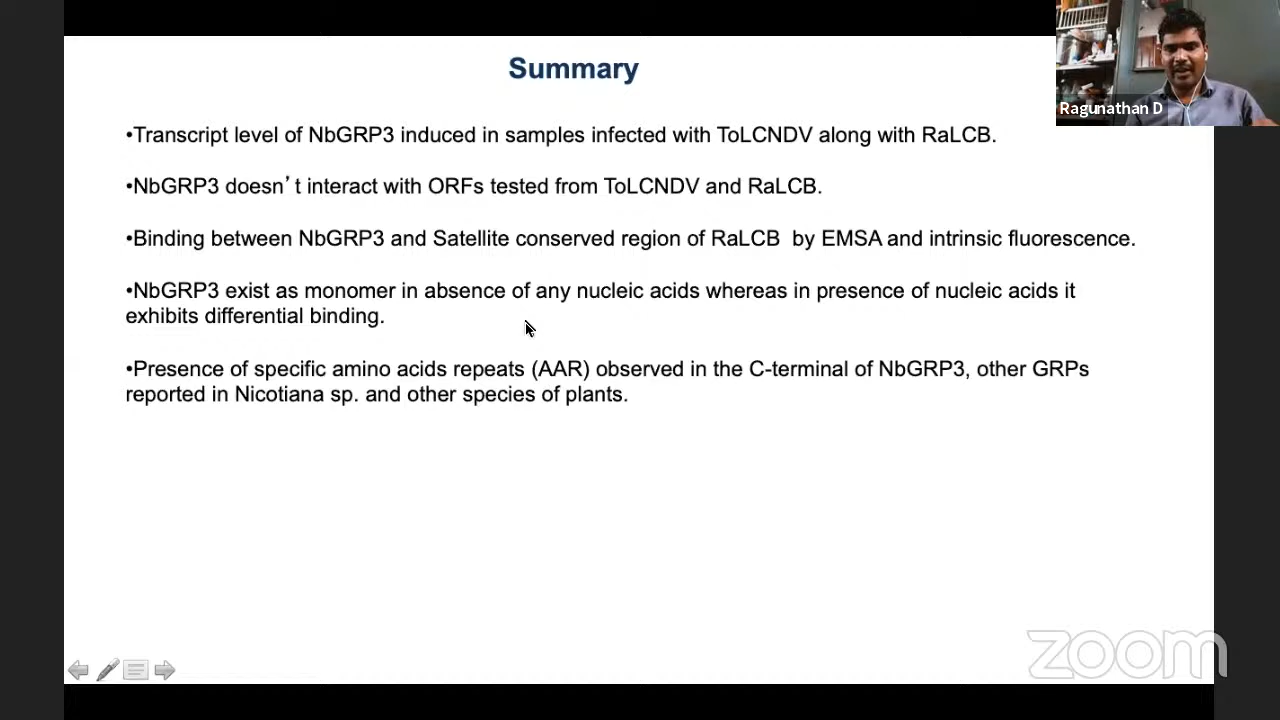 Summary
Ragunathan D
•Transcript level of NbGRP3 induced in samples infected with ToLCNDV along with RaLCB.
•NbGRP3 doesn’t interact with ORFs tested from ToLCNDV and RaLCB.
•Binding between NbGRP3 and Satellite conserved region of RaLCB by EMSA and intrinsic fluorescence.
•NbGRP3 exist as monomer in absence of any nucleic acids whereas in presence of nucleic acids it
exhibits differential binding.
•Presence of specific amino acids repeats (AAR) observed in the C-terminal of NbGRP3, other GRPs
reported in Nicotiana sp. and other species of plants.
zoom